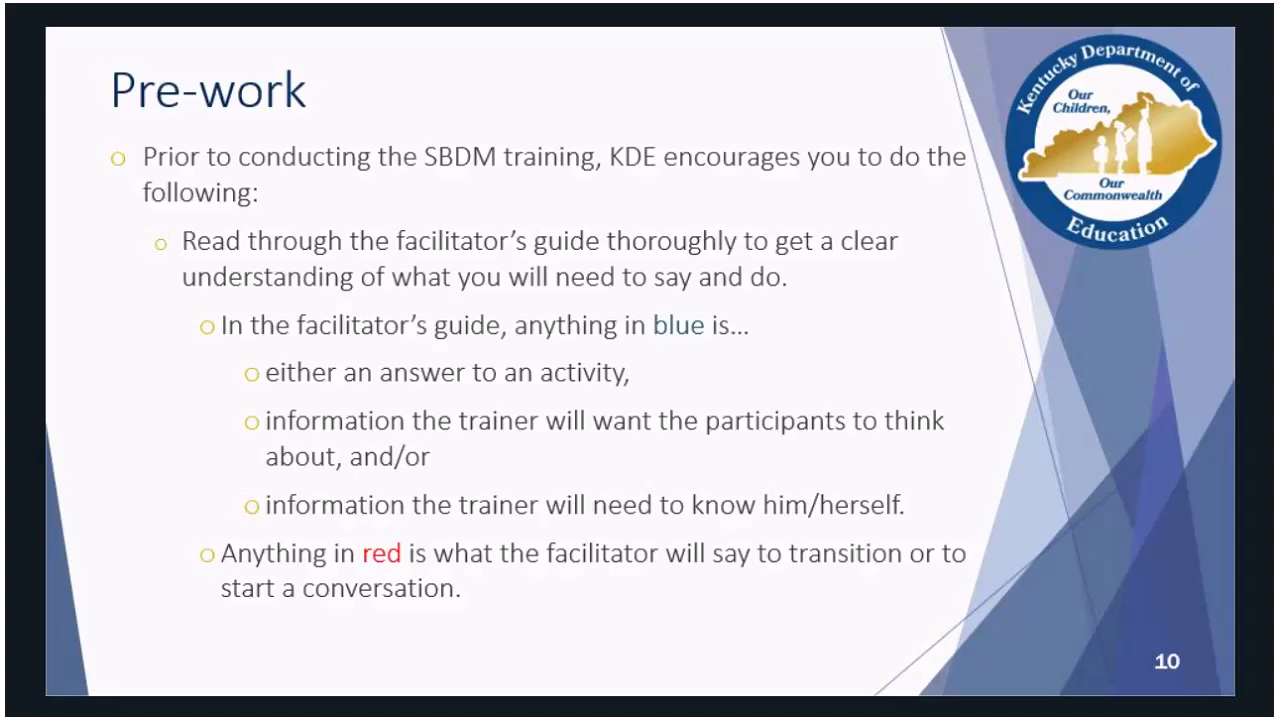 Pre-work
o Prior to conducting the SBDM training, KDE encourages you to do the
following:
o Read through the facilitator’s guide thoroughly to get a clear
understanding of what you will need to say and do.
o In the facilitator’s guide, anything in blue is…
o either an answer to an activity,
o information the trainer will want the participants to think
about, and/or
o information the trainer will need to know him/herself.
o Anything in red is what the facilitator will say to transition or to
start a conversation.
Kentucky Department of
Our
Children,
Our
Commonwealth
Education
10